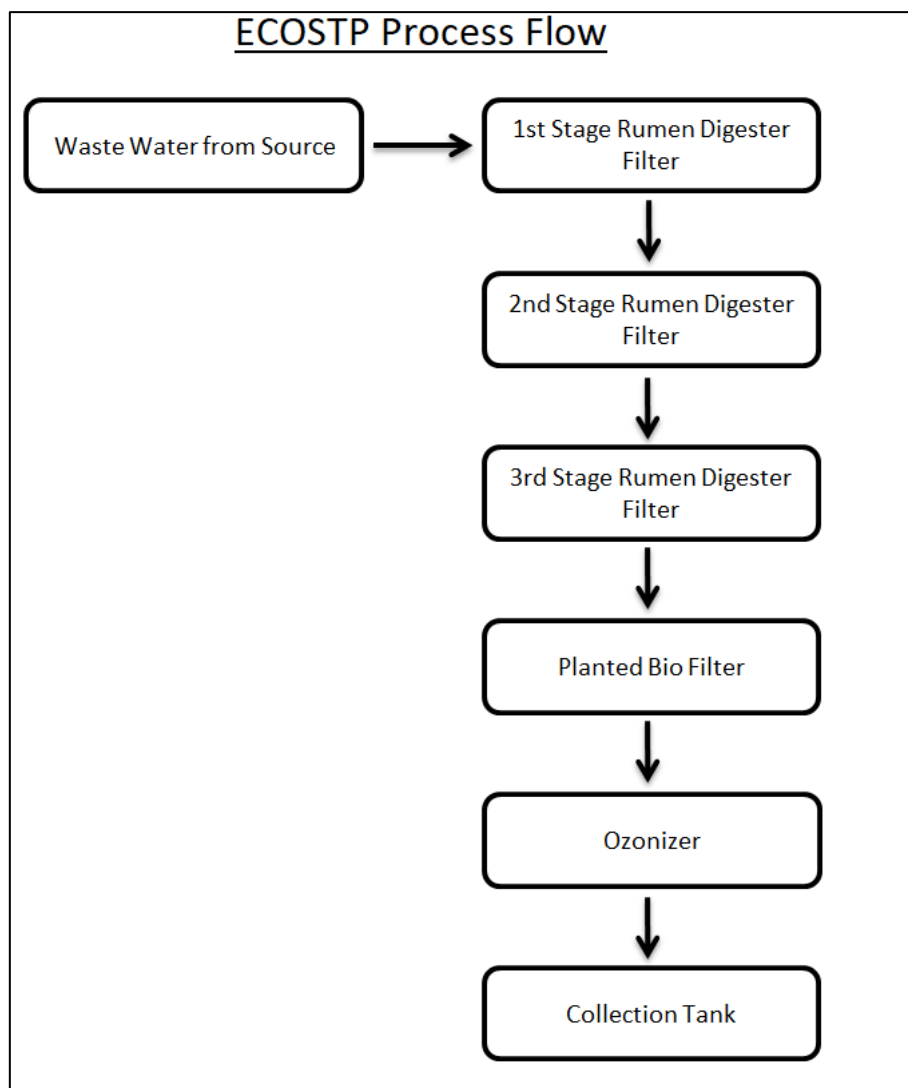 ECOSTP Process Flow
Waste Water from Source
1st Stage Rumen Digester
Filter
2nd Stage Rumen Digester
Filter
3rd Stage Rumen Digester
Filter
Planted Bio Filter
Ozonizer
Collection Tank